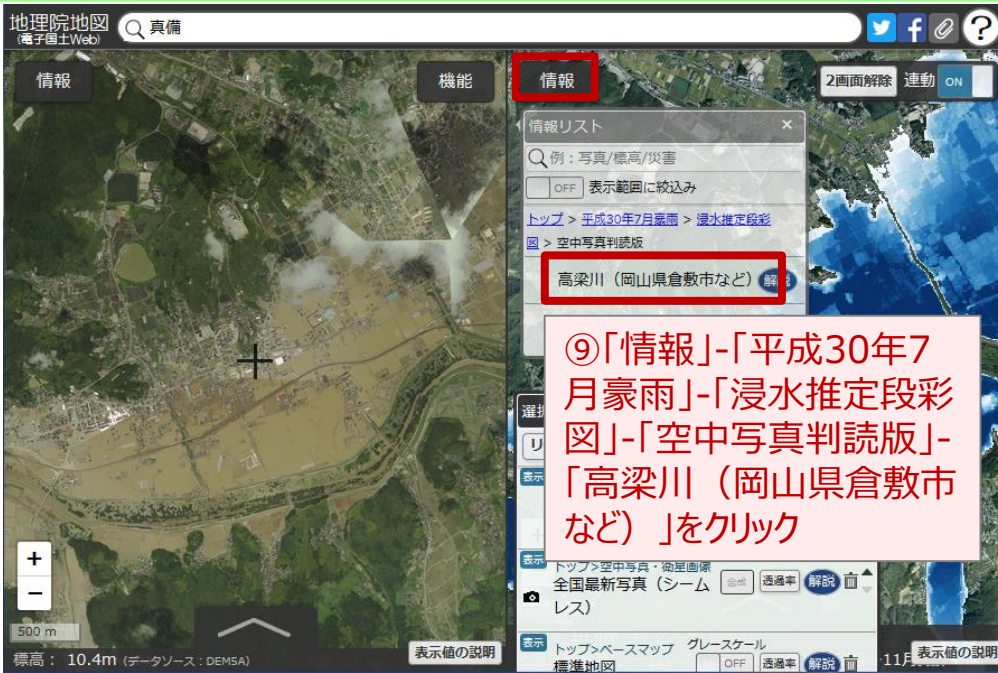 地理院地図
(電子国土Web)
真備
情報
機能
情報
2画面解除
連動
ON
情報リスト
×
例：写真/標高/災害
OFF
表示範囲に絞込み
トップ > 平成30年7月豪雨 > 浸水推定段彩
図 > 空中写真判読版
高梁川（岡山県倉敷市など）
解説
⑨「情報」-「平成30年7
月豪雨」-「浸水推定段彩
図」-「空中写真判読版」-
「高梁川（岡山県倉敷市
など）」をクリック
リ
表示
表示
トップ>空中写真・衛星画像
全国最新写真（シーム
レス）
合成
透過率
解説
表示
トップ>ベースマップ
グレースケール
標準地図
OFF
透過率
解説
+
−
500 m
標高： 10.4m (データソース：DEM5A)
表示値の説明
11月
表示値の説明